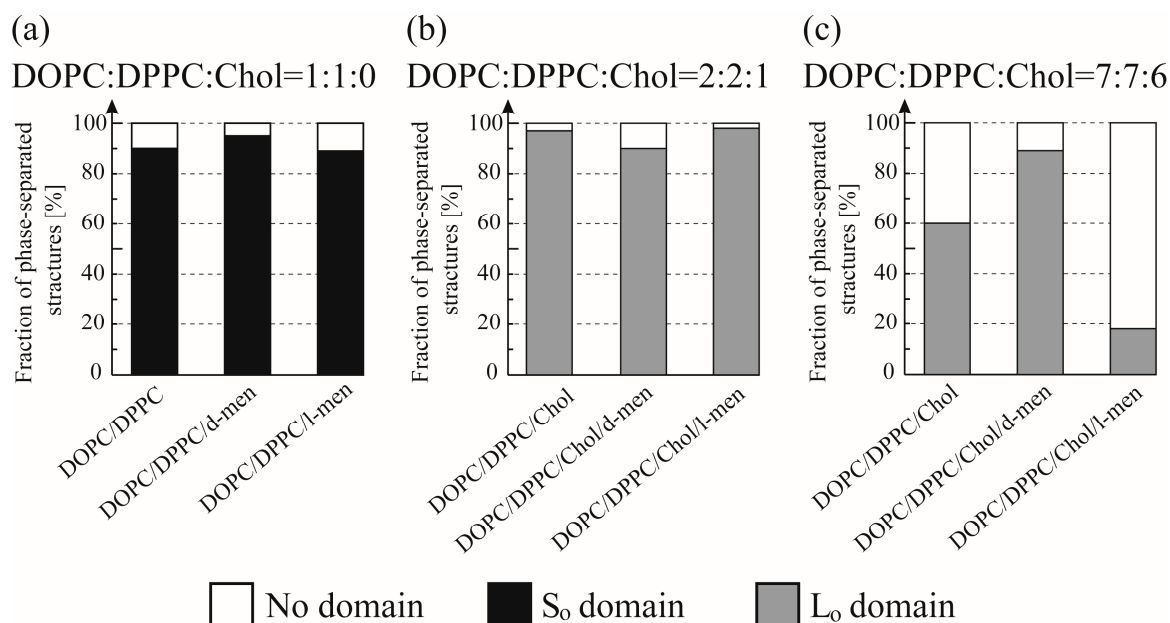 (a)
DOPC:DPPC:Chol=1:1:0
Fraction of phase-separated
stractures [%]
100
80
60
40
20
0
DOPC/DPPC
DOPC/DPPC/d-men
DOPC/DPPC/l-men
(b)
DOPC:DPPC:Chol=2:2:1
Fraction of phase-separated
stractures [%]
100
80
60
40
20
0
DOPC/DPPC/Chol
DOPC/DPPC/Chol/d-men
DOPC/DPPC/Chol/l-men
(c)
DOPC:DPPC:Chol=7:7:6
Fraction of phase-separated
stractures [%]
100
80
60
40
20
0
DOPC/DPPC/Chol
DOPC/DPPC/Chol/d-men
DOPC/DPPC/Chol/l-men
No domain
So domain
Lo domain